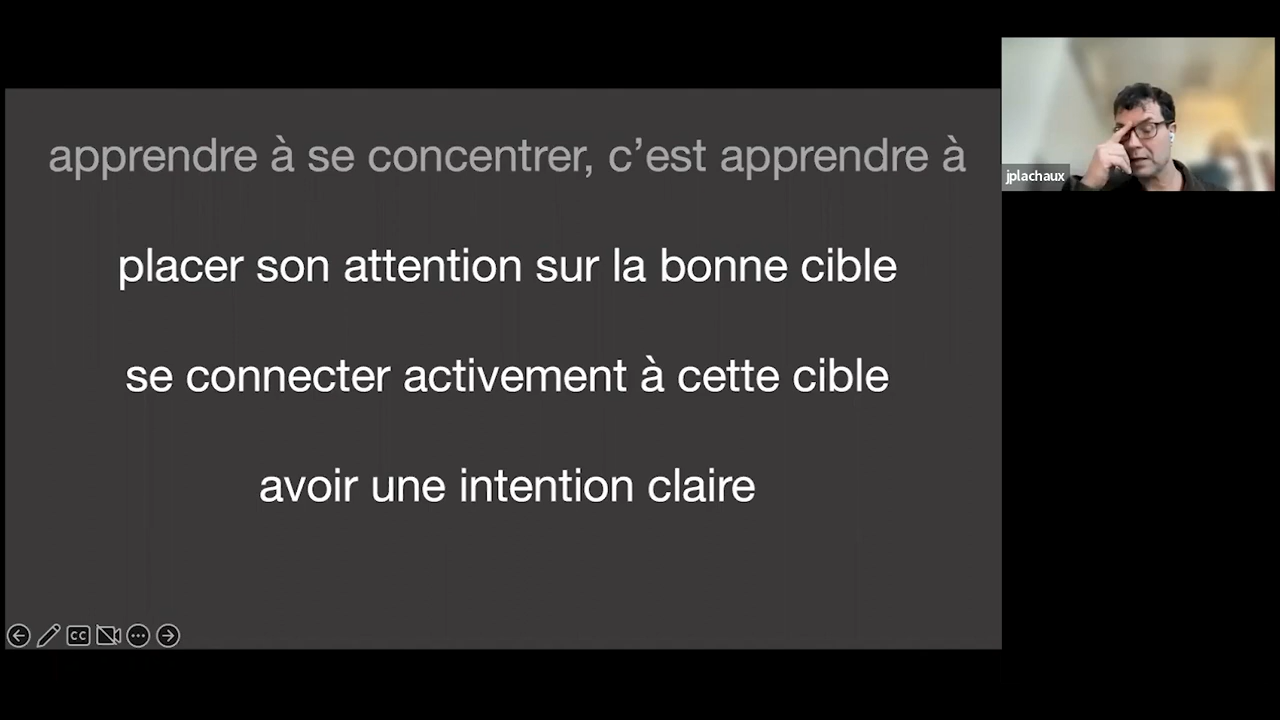 apprendre à se concentrer, c’est apprendre à
placer son attention sur la bonne cible
se connecter activement à cette cible
avoir une intention claire
jplachaux
CC